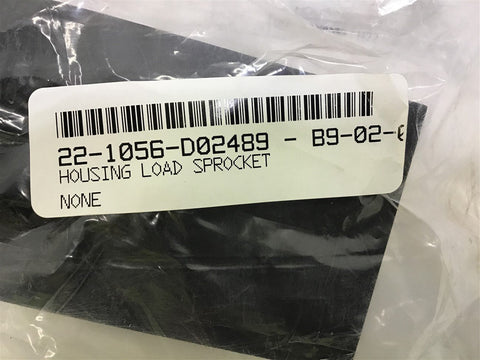 22-1056-D02489 - B9-02-
HOUSING LOAD SPROCKET
NONE